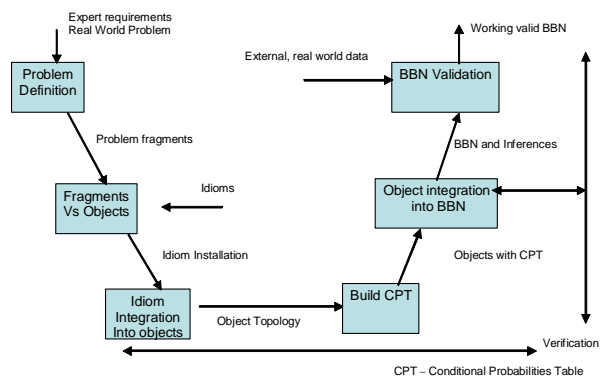 Expert requirements
Real World Problem
Working valid BBN
External, real world data
Problem
Definition
BBN Validation
Problem fragments
BBN and Inferences
Fragments
Vs Objects
Idioms
Object integration
into BBN
Idiom Installation
Objects with CPT
Idiom
Integration
Into objects
Object Topology
Build CPT
Verification
CPT – Conditional Probabilities Table